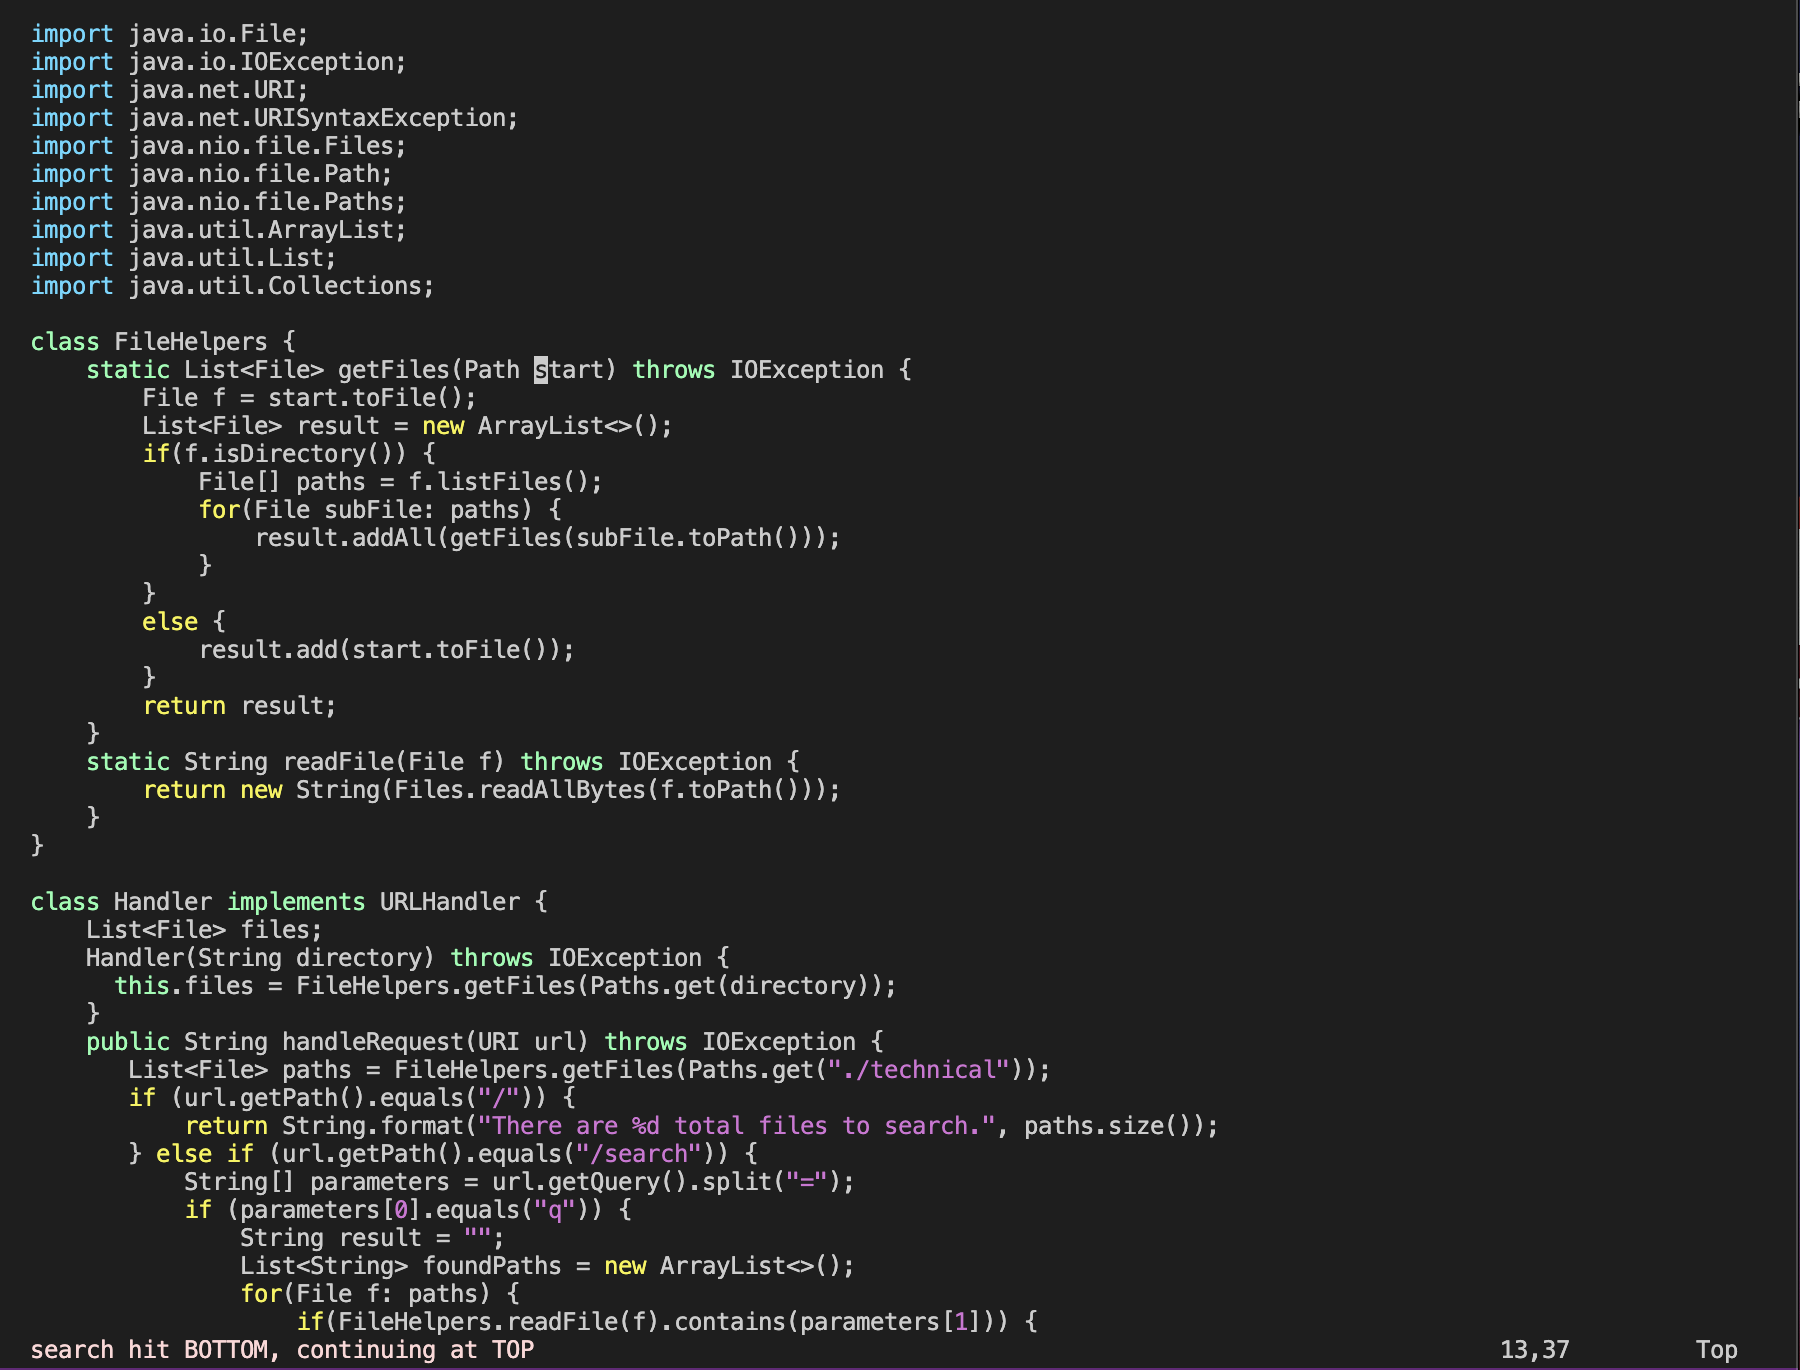 import java.io.File;
import java.io.IOException;
import java.net.URI;
import java.net.URISyntaxException;
import java.nio.file.Files;
import java.nio.file.Path;
import java.nio.file.Paths;
import java.util.ArrayList;
import java.util.List;
import java.util.Collections;

class FileHelpers {
    static List<File> getFiles(Path start) throws IOException {
        File f = start.toFile();
        List<File> result = new ArrayList<>();
        if(f.isDirectory()) {
            File[] paths = f.listFiles();
            for(File subFile: paths) {
                result.addAll(getFiles(subFile.toPath()));
            }
        }
        else {
            result.add(start.toFile());
        }
        return result;
    }
    static String readFile(File f) throws IOException {
        return new String(Files.readAllBytes(f.toPath()));
    }
}

class Handler implements URLHandler {
    List<File> files;
    Handler(String directory) throws IOException {
      this.files = FileHelpers.getFiles(Paths.get(directory));
    }
    public String handleRequest(URI url) throws IOException {
       List<File> paths = FileHelpers.getFiles(Paths.get("./technical"));
       if (url.getPath().equals("/")) {
           return String.format("There are %d total files to search.", paths.size());
       } else if (url.getPath().equals("/search")) {
           String[] parameters = url.getQuery().split("=");
           if (parameters[0].equals("q")) {
               String result = "";
               List<String> foundPaths = new ArrayList<>();
               for(File f: paths) {
                   if(FileHelpers.readFile(f).contains(parameters[1])) {
search hit BOTTOM, continuing at TOP 13,37 Top